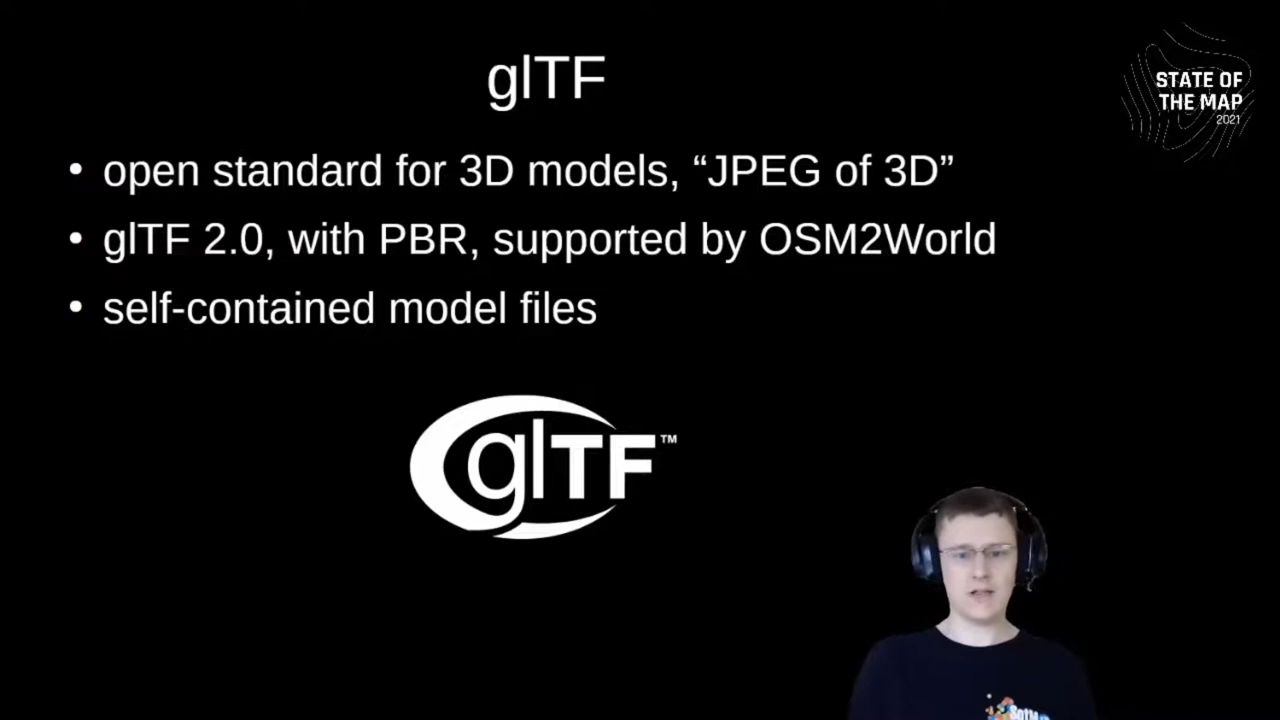 glTF
STATE OF
THE MAP
2021
• open standard for 3D models, “JPEG of 3D”
• glTF 2.0, with PBR, supported by OSM2World
• self-contained model files
glTF™
SotM